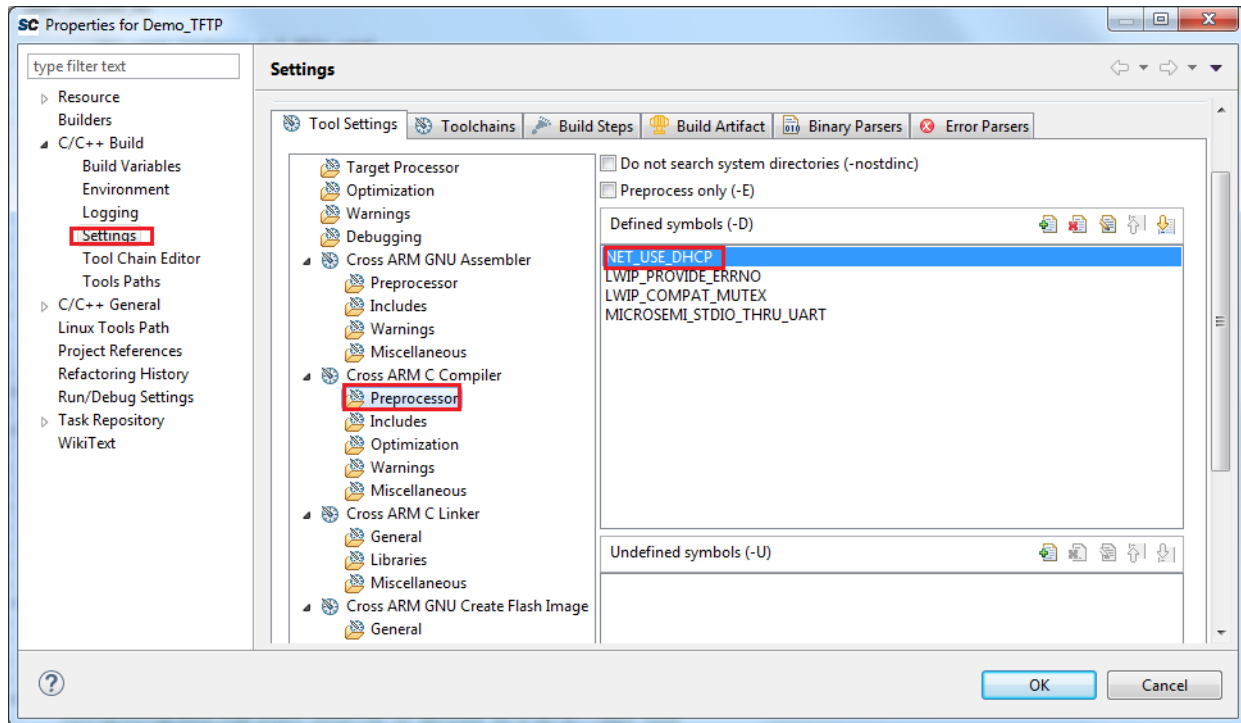 SC Properties for Demo_TFTP
type filter text
Resource
Builders
C/C++ Build
Build Variables
Environment
Logging
Settings
Tool Chain Editor
Tools Paths
C/C++ General
Linux Tools Path
Project References
Refactoring History
Run/Debug Settings
Task Repository
WikiText
Settings
Tool Settings
Toolchains
Build Steps
Build Artifact
Binary Parsers
Error Parsers
Target Processor
Optimization
Warnings
Debugging
Cross ARM GNU Assembler
Preprocessor
Includes
Warnings
Miscellaneous
Cross ARM C Compiler
Preprocessor
Includes
Optimization
Warnings
Miscellaneous
Cross ARM C Linker
General
Libraries
Miscellaneous
Cross ARM GNU Create Flash Image
General
Do not search system directories (-nostdinc)
Preprocess only (-E)
Defined symbols (-D)
NET_USE_DHCP
LWIP_PROVIDE_ERRNO
LWIP_COMPAT_MUTEX
MICROSEMI_STDIO_THRU_UART
Undefined symbols (-U)
OK
Cancel